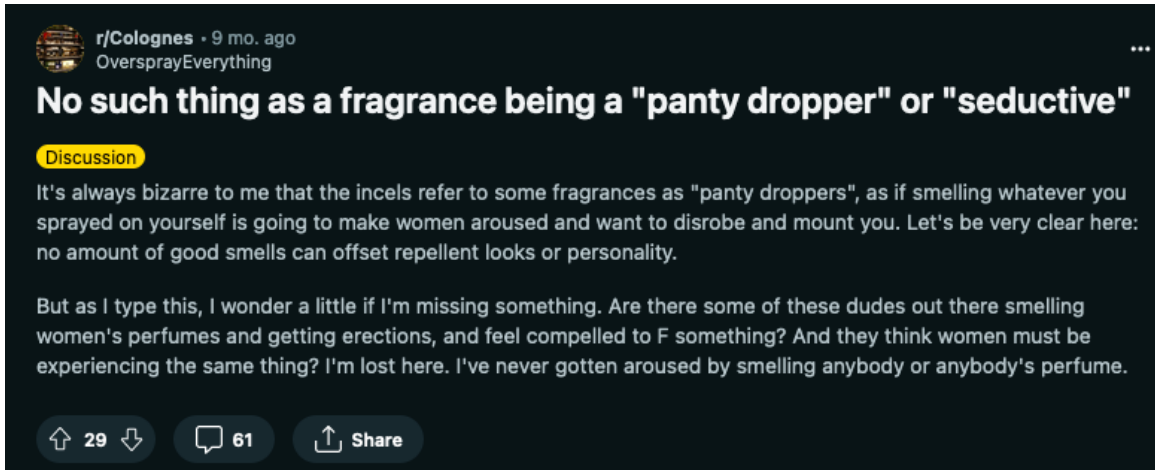 r/Colognes • 9 mo. ago
OversprayEverything
No such thing as a fragrance being a "panty dropper" or "seductive"
Discussion
It's always bizarre to me that the incels refer to some fragrances as "panty droppers", as if smelling whatever you
sprayed on yourself is going to make women aroused and want to disrobe and mount you. Let's be very clear here:
no amount of good smells can offset repellent looks or personality.
But as I type this, I wonder a little if I'm missing something. Are there some of these dudes out there smelling
women's perfumes and getting erections, and feel compelled to F something? And they think women must be
experiencing the same thing? I'm lost here. I've never gotten aroused by smelling anybody or anybody's perfume.
29 61 Share